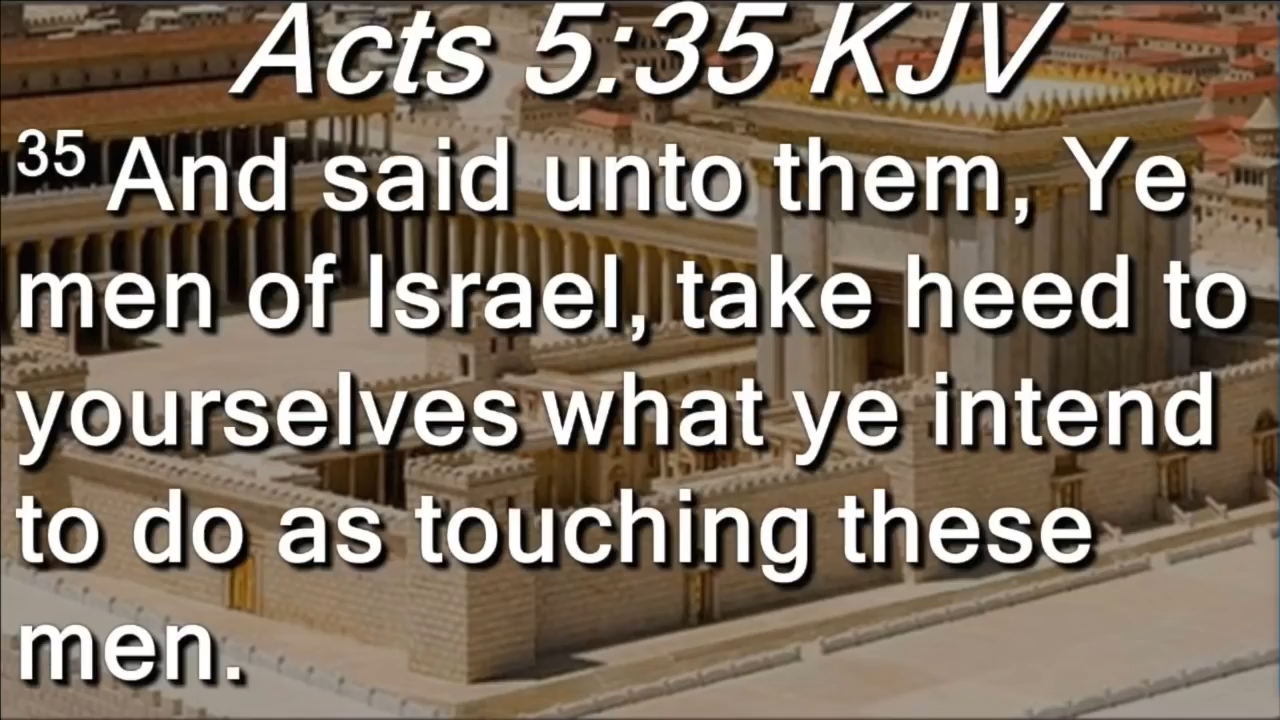 Acts 5:35 KJV
35 And said unto them, Ye
men of Israel, take heed to
yourselves what ye intend
to do as touching these
men.